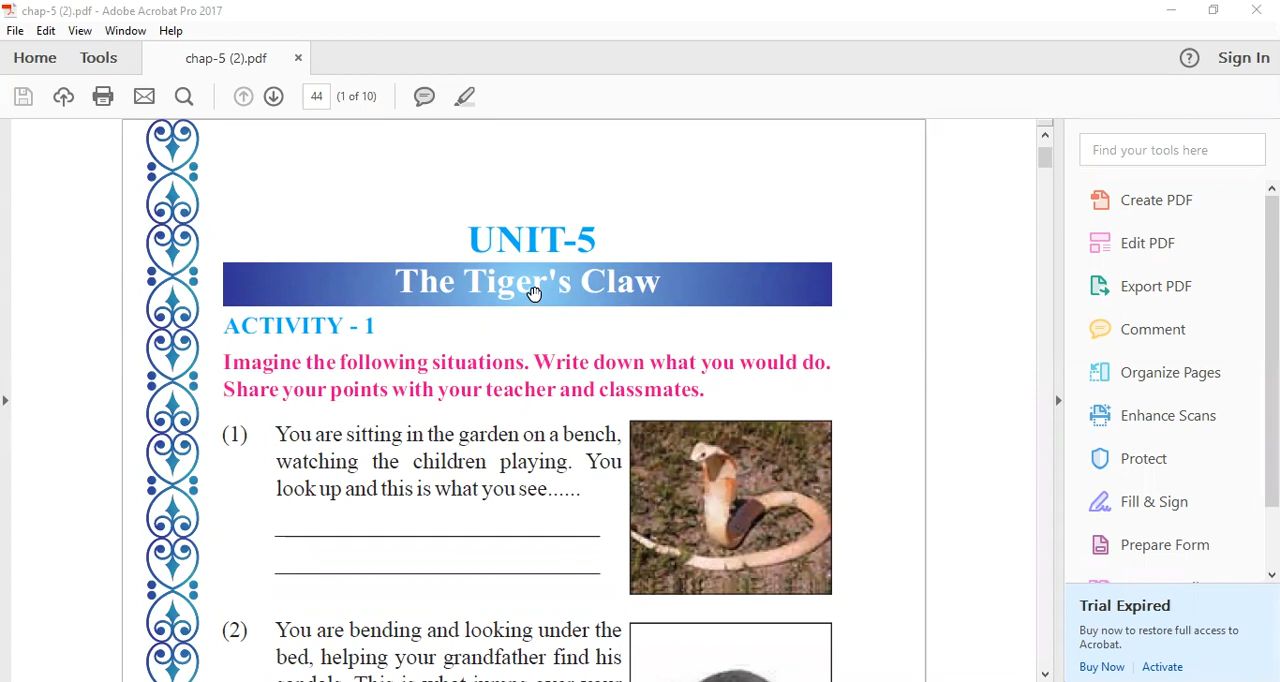 chap-5 (2).pdf - Adobe Acrobat Pro 2017
File Edit View Window Help
Home Tools chap-5 (2).pdf × Sign In
44 (1 of 10)
Find your tools here
Create PDF
Edit PDF
Export PDF
Comment
Organize Pages
Enhance Scans
Protect
Fill & Sign
Prepare Form
Trial Expired
Buy now to restore full access to
Acrobat.
Buy Now Activate
UNIT-5
The Tiger's Claw
ACTIVITY - 1
Imagine the following situations. Write down what you would do.
Share your points with your teacher and classmates.
(1) You are sitting in the garden on a bench,
watching the children playing. You
look up and this is what you see......
(2) You are bending and looking under the
bed, helping your grandfather find his